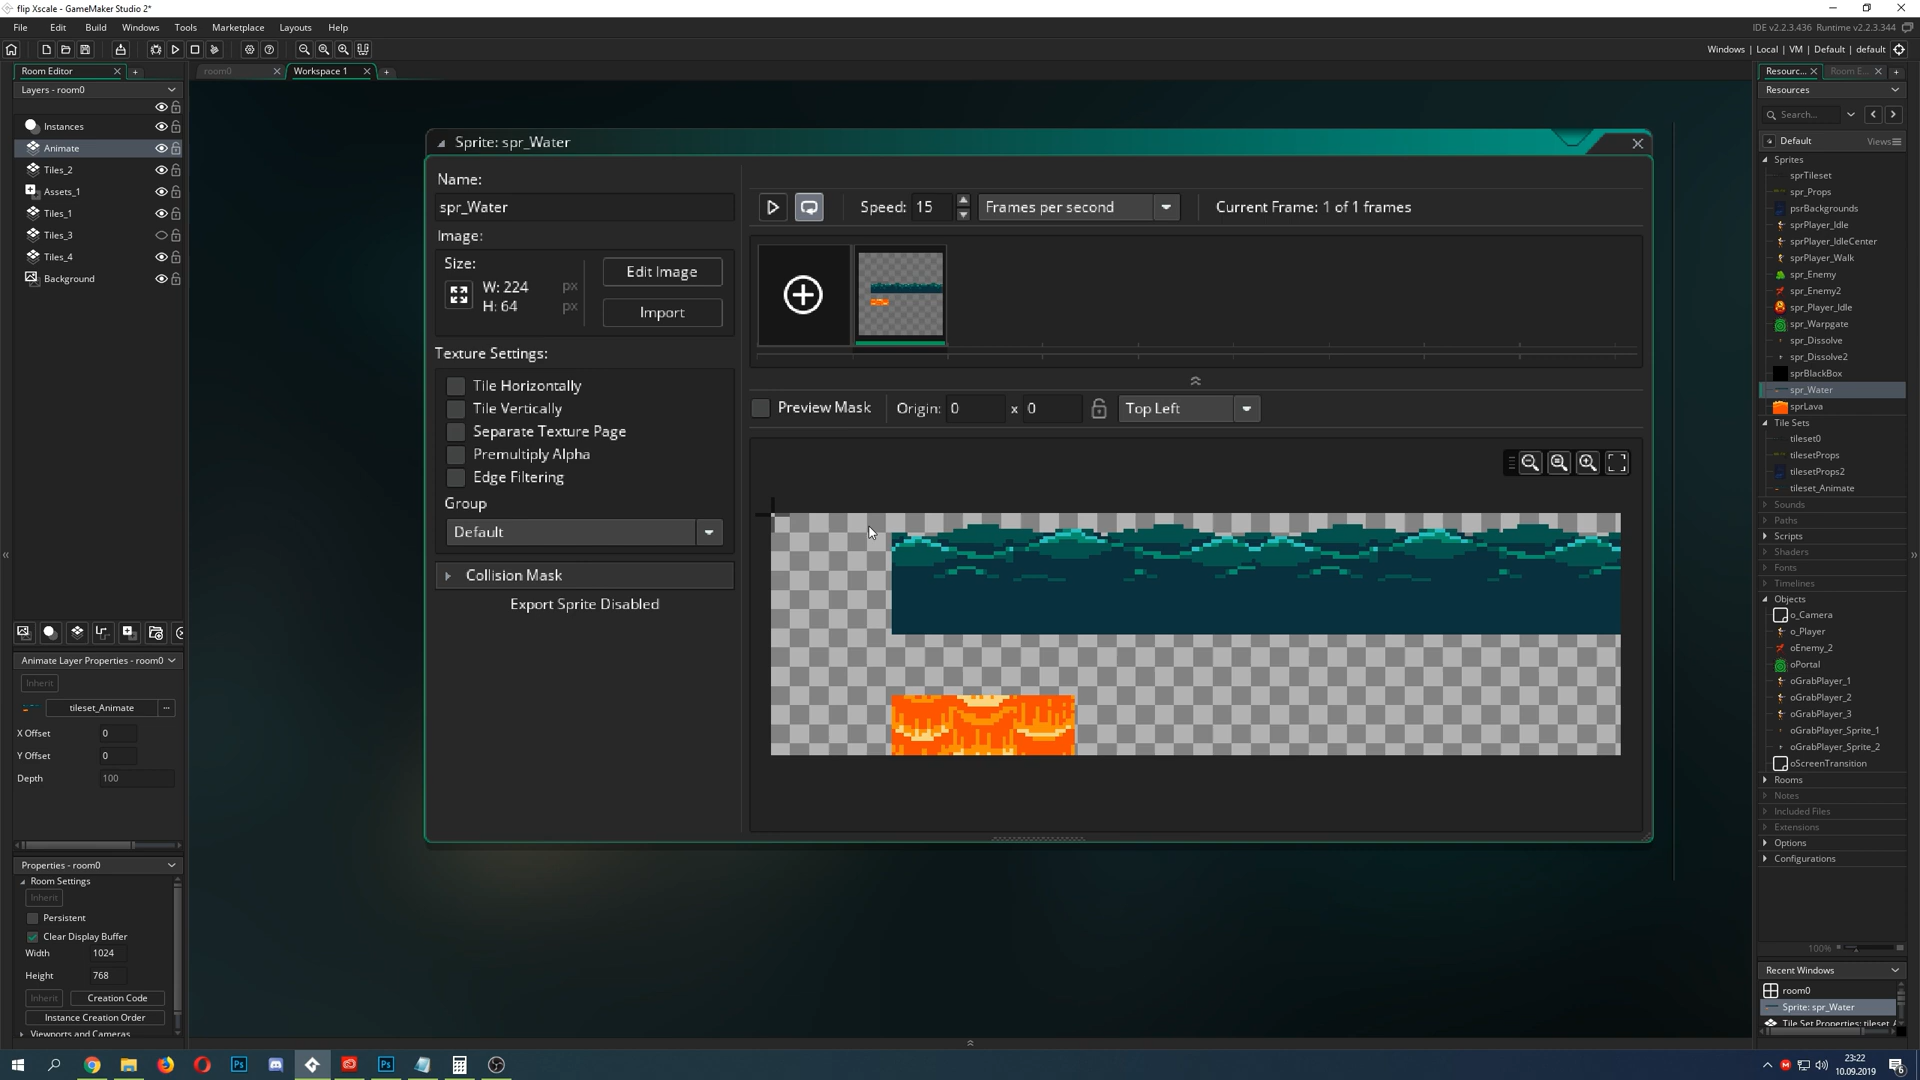 flip Xscale - GameMaker Studio 2*
File Edit Build Windows Tools Marketplace Layouts Help
IDE v2.2.3.436 Runtime v2.2.3.344
Windows | Local | VM | Default | default
Room Editor
room0
Workspace 1
Resourc...
Room E...
Layers - room0
Instances
Animate
Tiles_2
Assets_1
Tiles_1
Tiles_3
Tiles_4
Background
Animate Layer Properties - room0
Inherit
tileset_Animate
...
X Offset 0
Y Offset 0
Depth 100
Properties - room0
Room Settings
Inherit
Persistent
Clear Display Buffer
Width 1024
Height 768
Inherit
Creation Code
Instance Creation Order
Viewports and Cameras
Sprite: spr_Water
Name:
spr_Water
Image:
Size:
W: 224 px
H: 64 px
Edit Image
Import
Texture Settings:
Tile Horizontally
Tile Vertically
Separate Texture Page
Premultiply Alpha
Edge Filtering
Group
Default
Collision Mask
Export Sprite Disabled
Speed: 15
Frames per second
Current Frame: 1 of 1 frames
Preview Mask
Origin: 0 x 0
Top Left
Resources
Search...
Default
Views
Sprites
sprTileset
spr_Props
psrBackgrounds
sprPlayer_Idle
sprPlayer_IdleCenter
sprPlayer_Walk
spr_Enemy
spr_Enemy2
spr_Player_Idle
spr_Warpgate
spr_Dissolve
spr_Dissolve2
sprBlackBox
spr_Water
sprLava
Tile Sets
tileset0
tilesetProps
tilesetProps2
tileset_Animate
Sounds
Paths
Scripts
Shaders
Fonts
Timelines
Objects
o_Camera
o_Player
oEnemy_2
oPortal
oGrabPlayer_1
oGrabPlayer_2
oGrabPlayer_3
oGrabPlayer_Sprite_1
oGrabPlayer_Sprite_2
oScreenTransition
Rooms
Notes
Included Files
Extensions
Options
Configurations
100%
Recent Windows
room0
Sprite: spr_Water
Tile Set Properties: tileset_A
23:22
10.09.2019
6